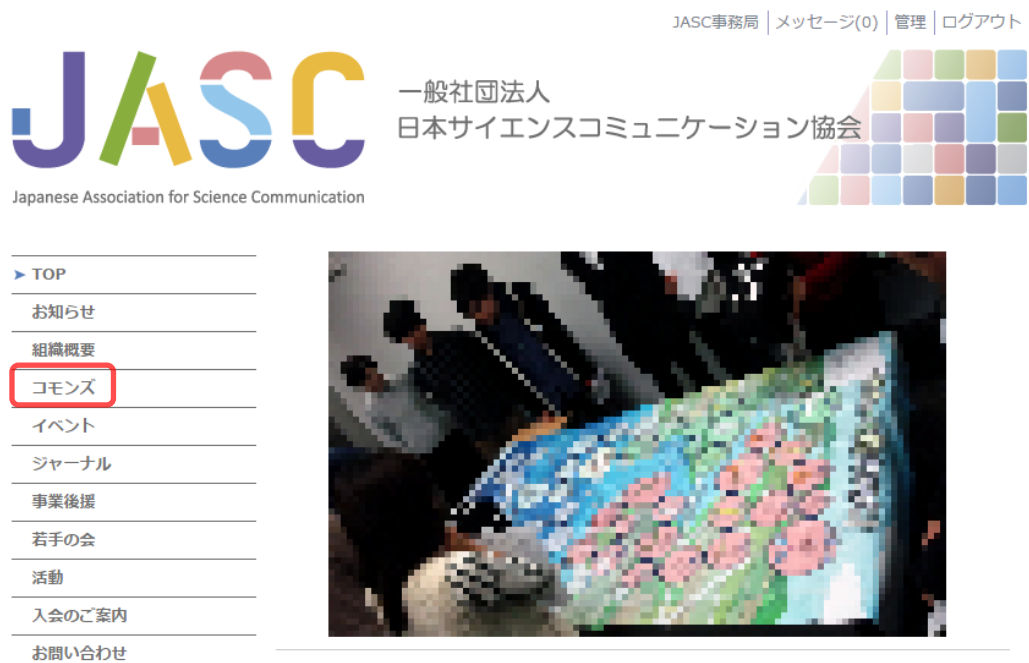 JASC事務局 メッセージ(0) 管理 ログアウト
JASC
一般社団法人
日本サイエンスコミュニケーション協会
Japanese Association for Science Communication
TOP
お知らせ
組織概要
コモンズ
イベント
ジャーナル
事業後援
若手の会
活動
入会のご案内
お問い合わせ